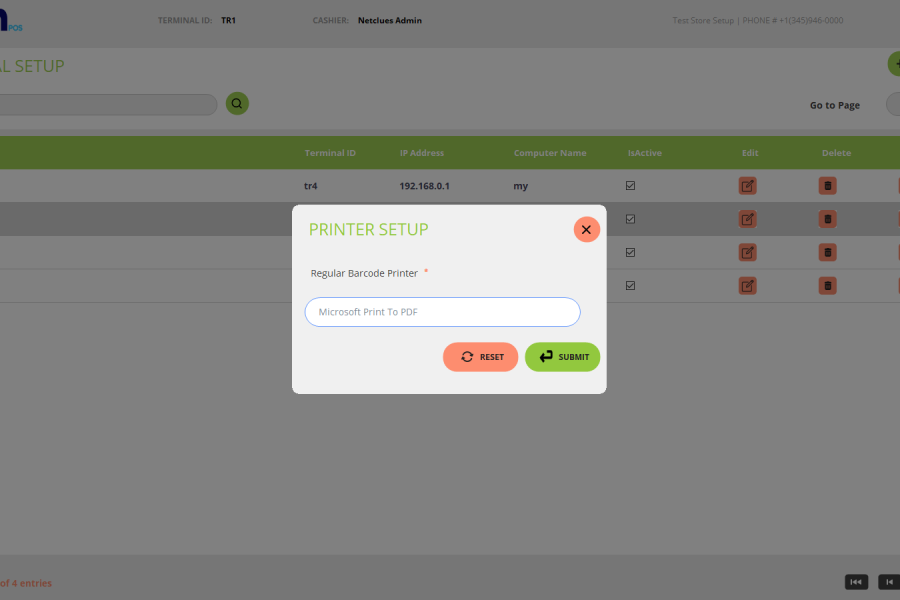 POS
TERMINAL ID: TR1 CASHIER: Netclues Admin Test Store Setup | PHONE # +1(345)946-0000
SETUP
Go to Page
Terminal ID IP Address Computer Name IsActive Edit Delete
tr4 192.168.0.1 my
PRINTER SETUP
Regular Barcode Printer *
Microsoft Print To PDF
RESET SUBMIT
of 4 entries